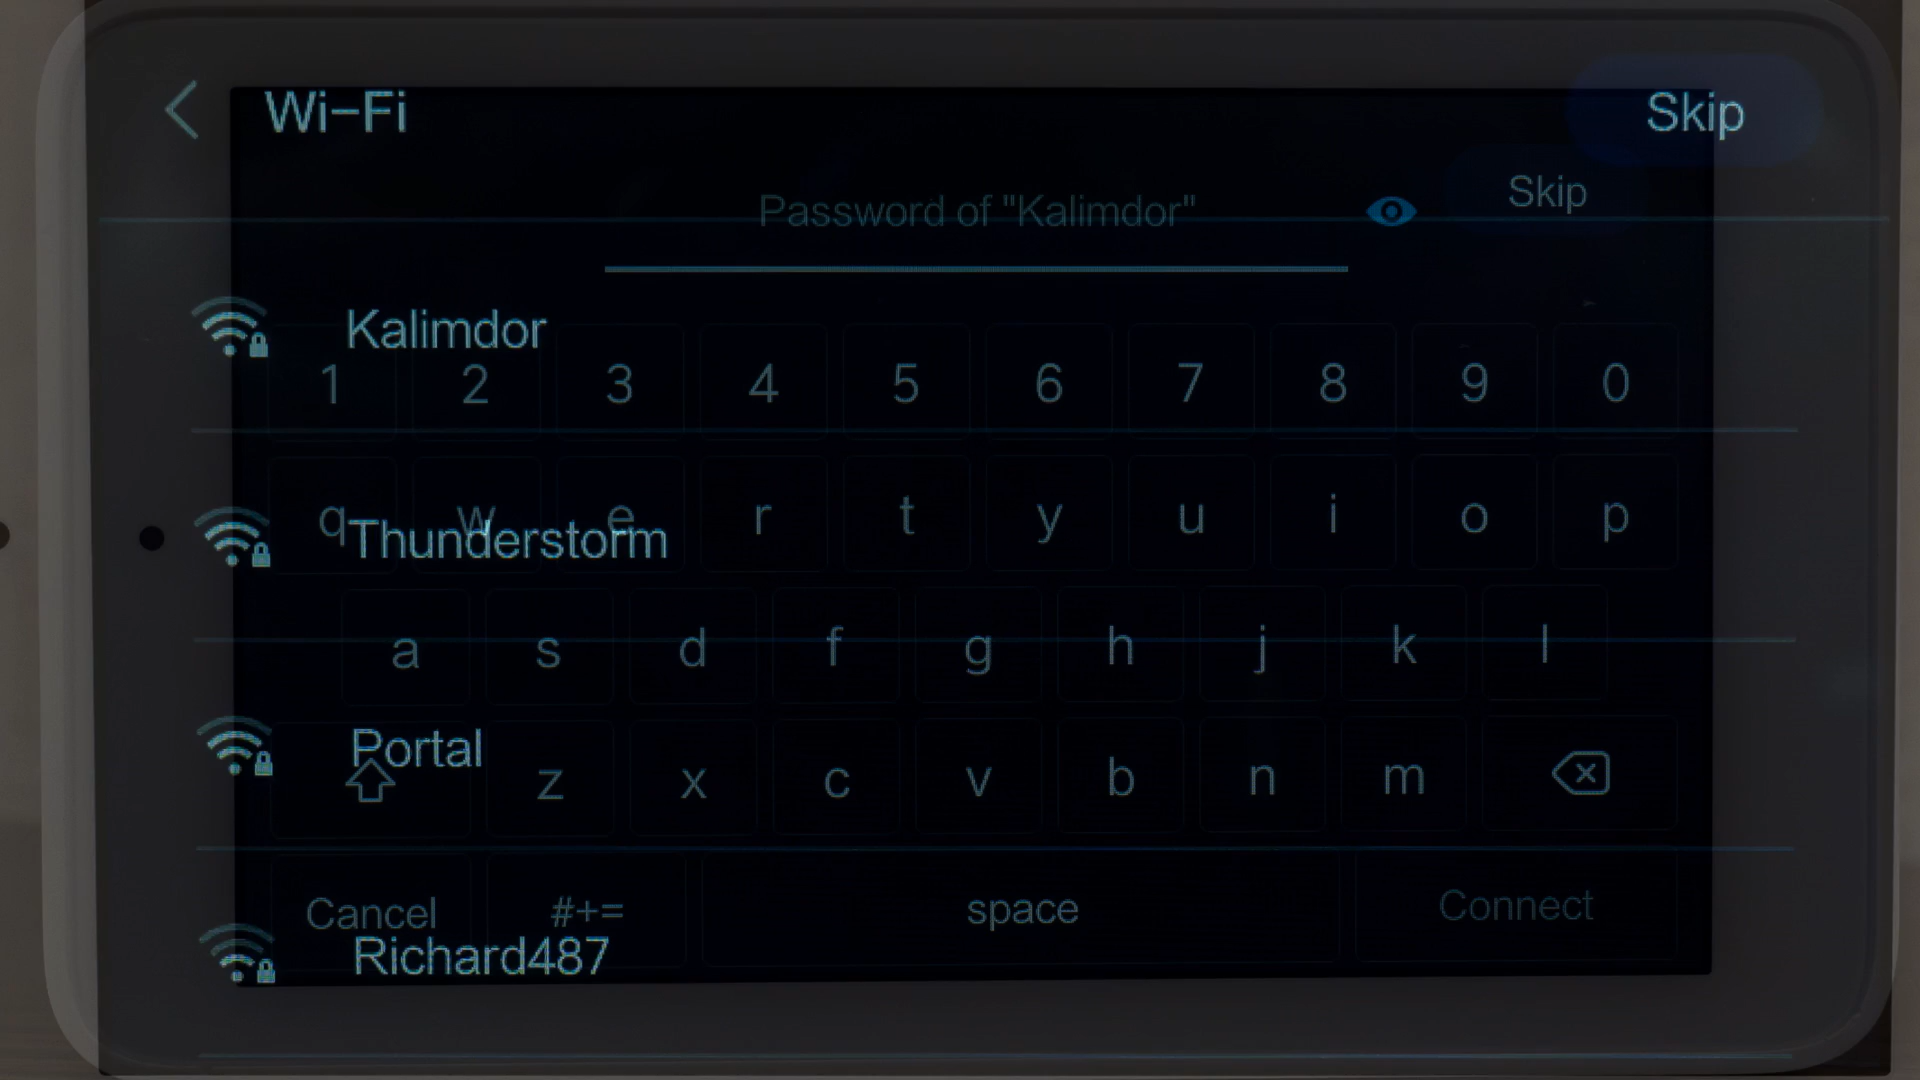 Wi-Fi
Skip
Skip
Password of "Kalimdor"
Kalimdor
1 2 3 4 5 6 7 8 9 0
q w e r t y u i o p
Thunderstorm
a s d f g h j k l
Portal
z x c v b n m
Cancel #+= space Connect
Richard487